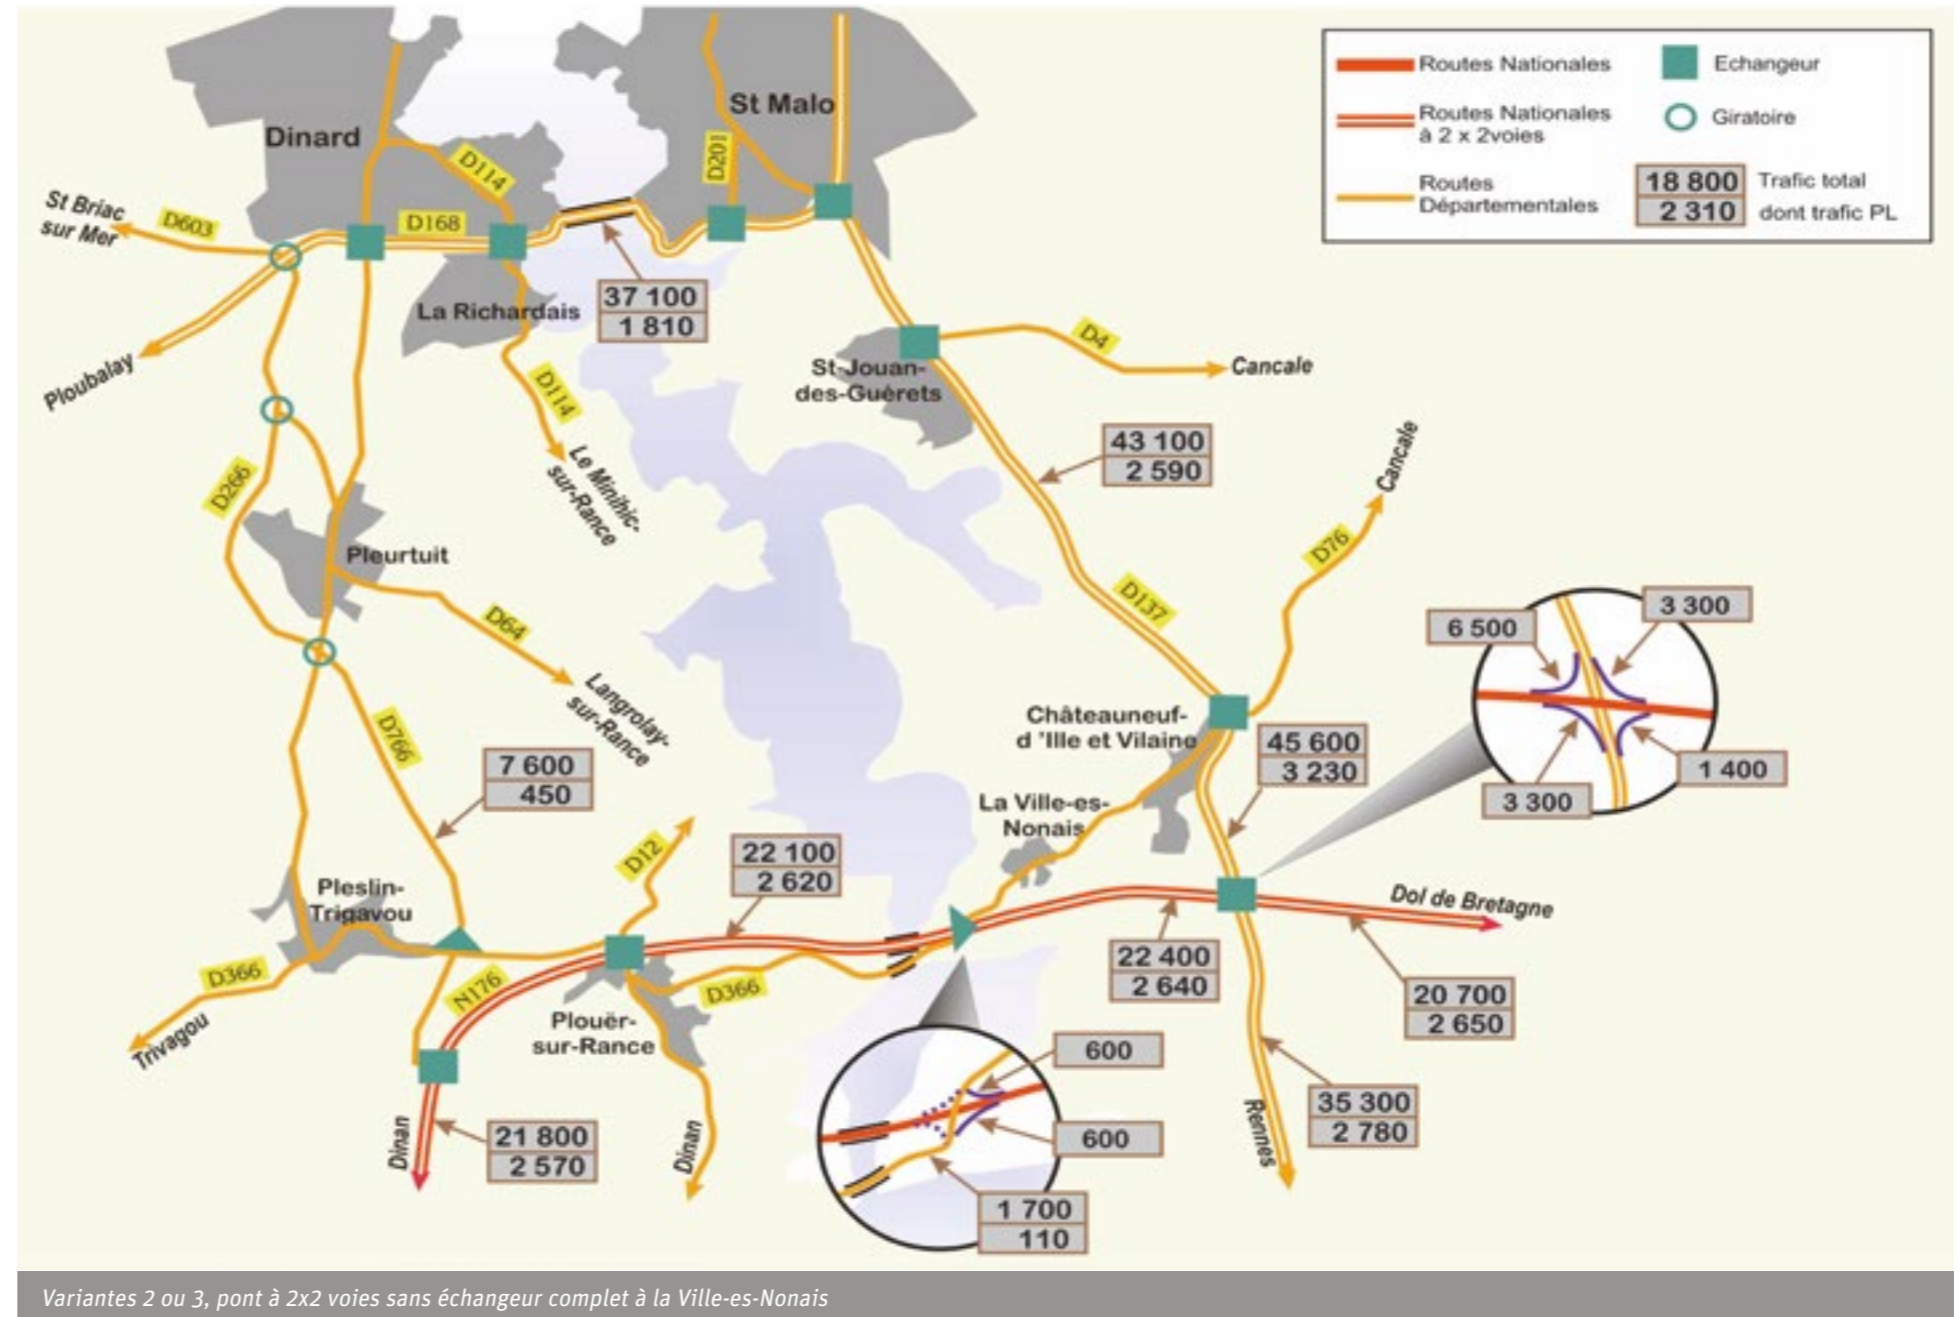 Routes Nationales
Echangeur
Routes Nationales
à 2 x 2voies
Giratoire
Routes
Départementales
18 800
2 310
Trafic total
dont trafic PL
Dinard
St Malo
D114
D201
St Briac
sur Mer
D603
D168
La Richardais
37 100
1 810
Ploubalay
D114
Le Minihic-
sur-Rance
St-Jouan-
des-Guérets
D4
Cancale
43 100
2 590
Cancale
D76
D137
D266
Pleurtuit
D64
Langrolay-
sur-Rance
D766
7 600
450
Châteauneuf-
d 'Ille et Vilaine
45 600
3 230
6 500
3 300
3 300
1 400
La Ville-es-
Nonais
D12
22 100
2 620
Pleslin-
Trigavou
D366
Trivagou
N176
D366
Plouër-
sur-Rance
Dol de Bretagne
22 400
2 640
20 700
2 650
35 300
2 780
Rennes
Dinan
21 800
2 570
Dinan
600
600
1 700
110
Variantes 2 ou 3, pont à 2x2 voies sans échangeur complet à la Ville-es-Nonais